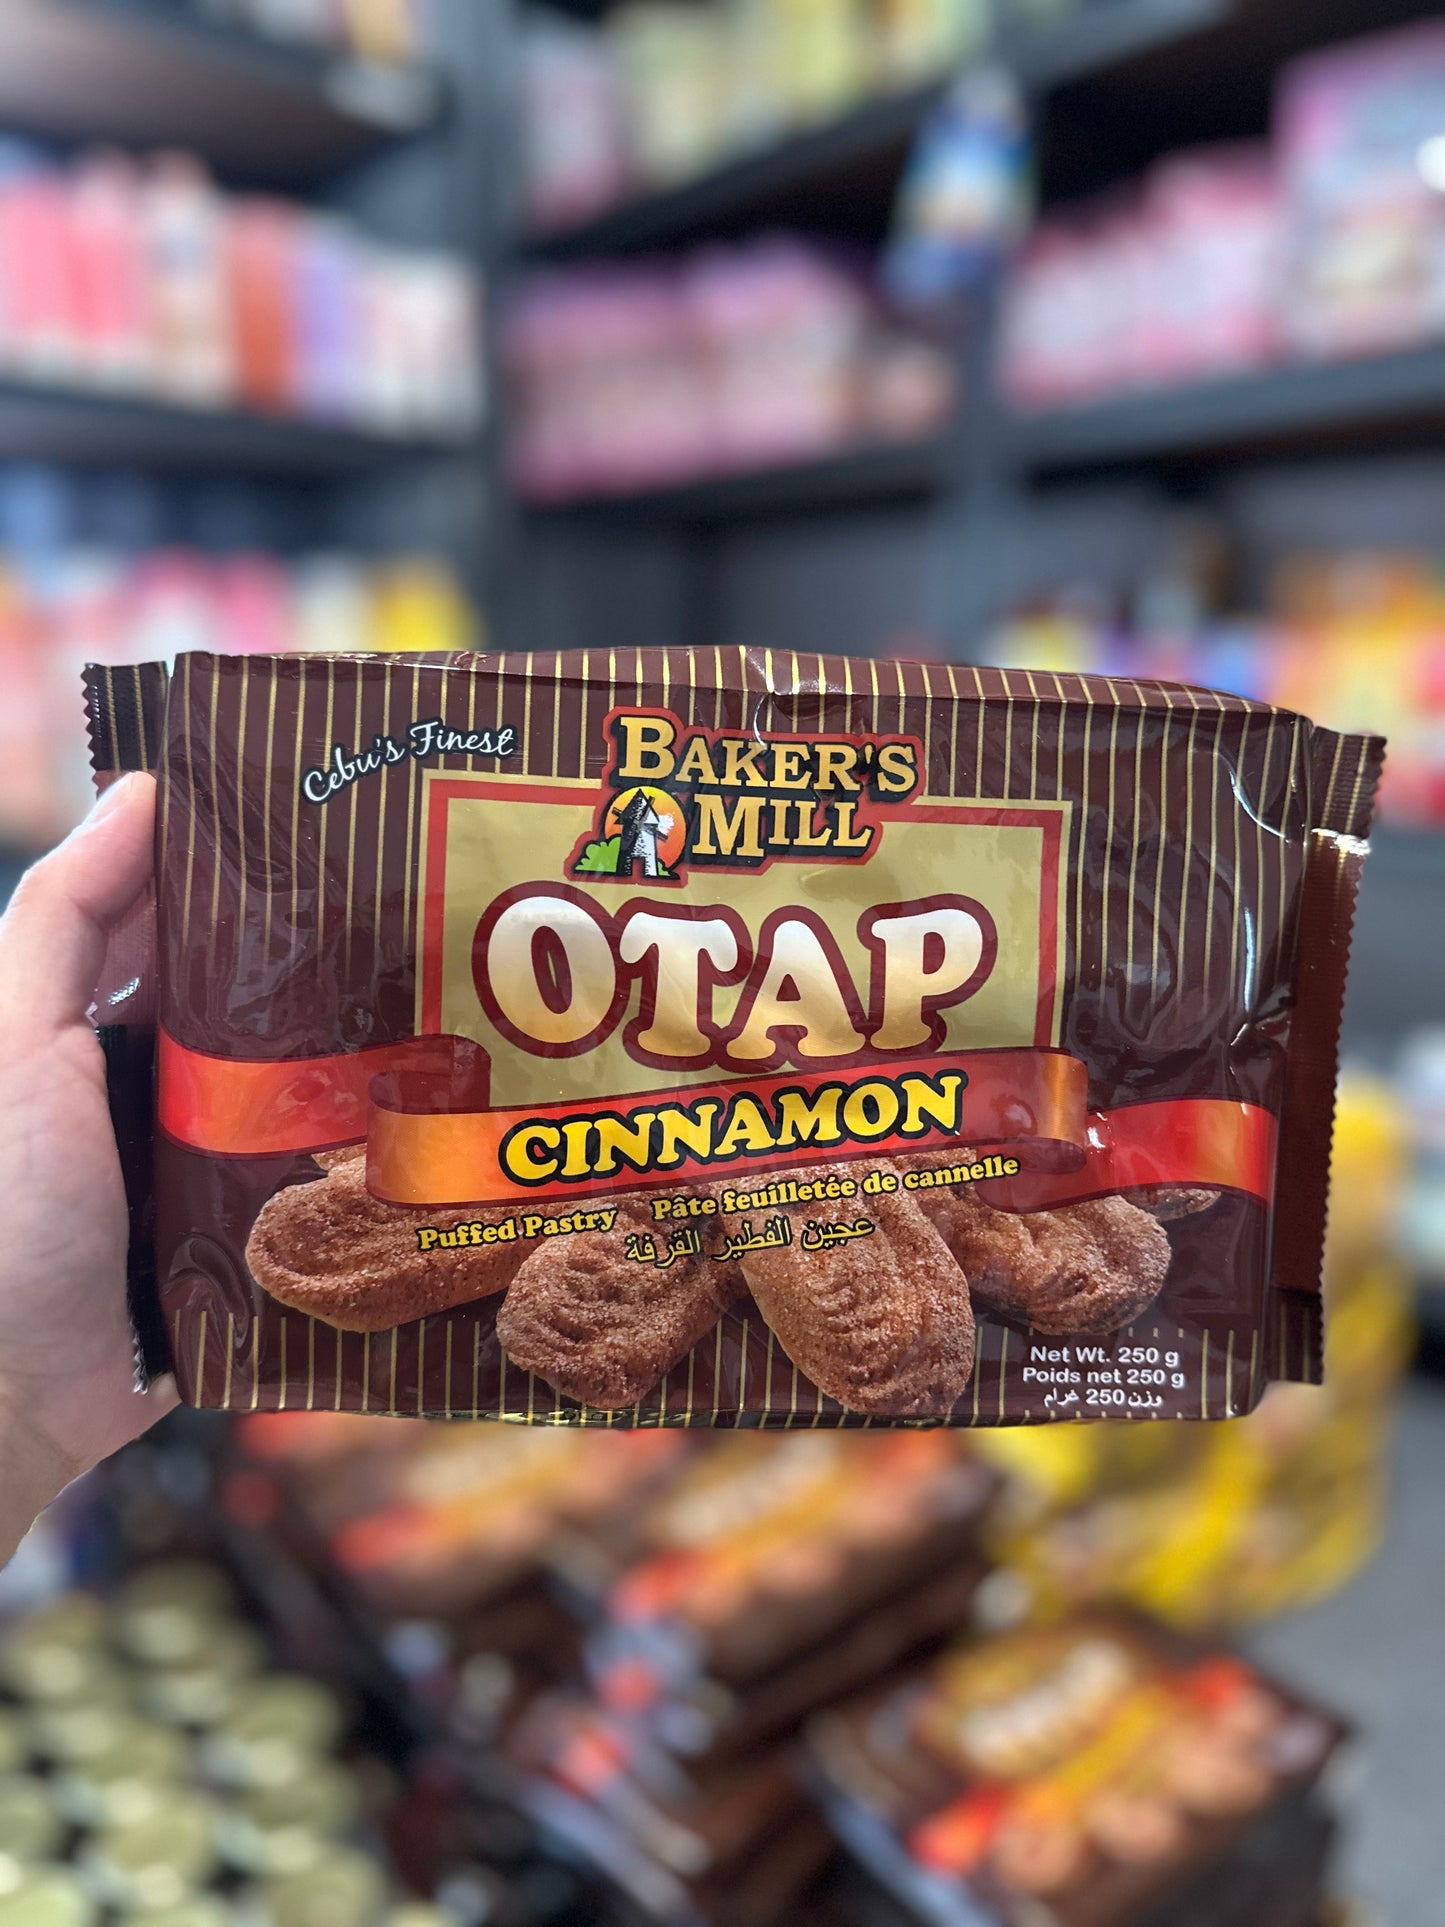 Cebu's Finest
BAKER'S
MILL
OTAP
CINNAMON
Puffed Pastry
Pâte feuilletée de cannelle
عجين الفطير القرفة
Net Wt. 250 g
Poids net 250 g
وزن 250 غرام